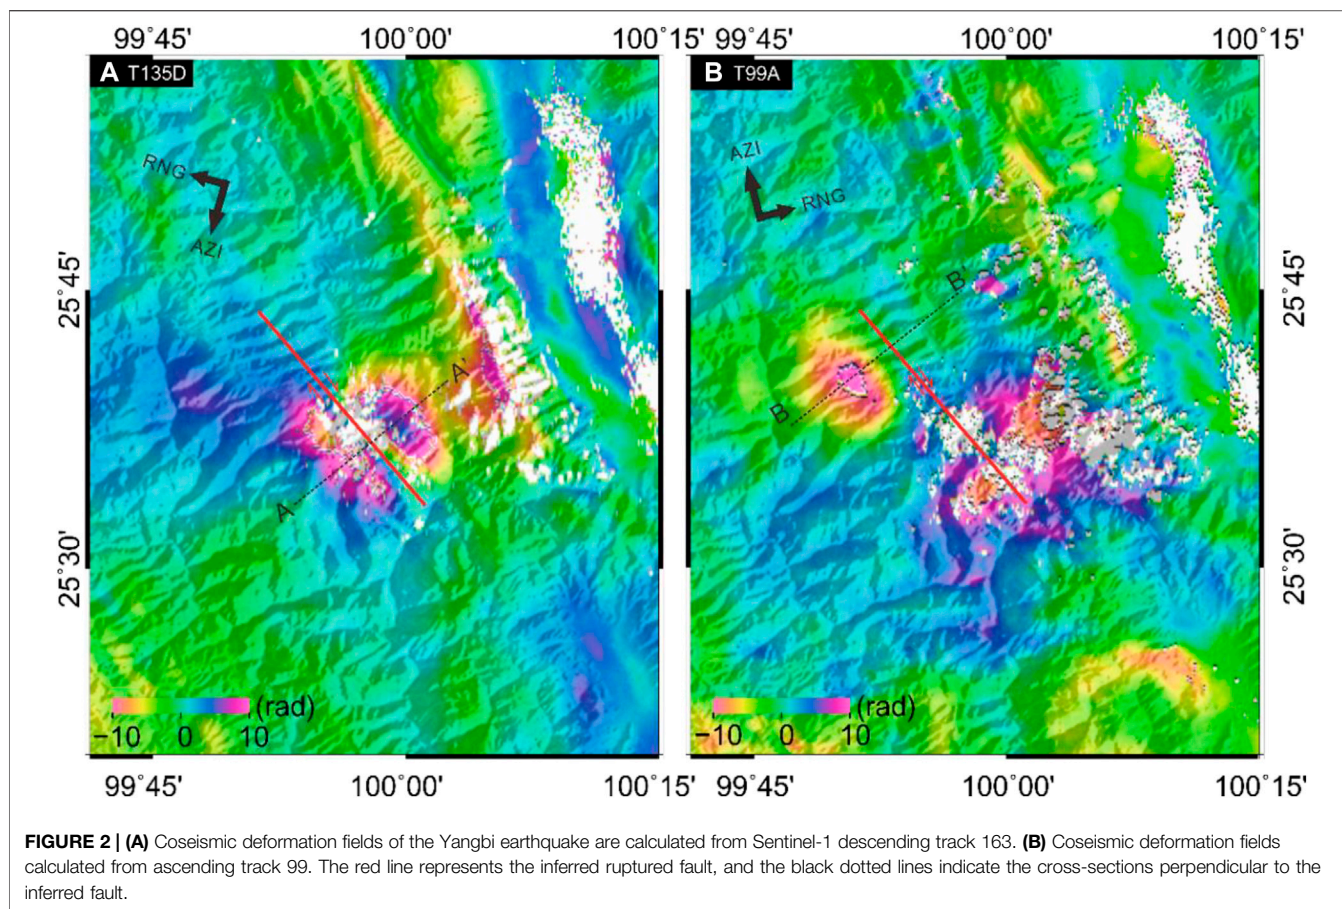 99˚45' 100˚00' 100˚15' 99˚45' 100˚00' 100˚15'
A T135D
B T99A
RNG
AZI
AZI
RNG
25˚45'
25˚45'
B'
A'
B
A
25˚30'
25˚30'
(rad)
−10 0 10
(rad)
−10 0 10
99˚45' 100˚00' 100˚15' 99˚45' 100˚00' 100˚15'
FIGURE 2 | (A) Coseismic deformation fields of the Yangbi earthquake are calculated from Sentinel-1 descending track 163. (B) Coseismic deformation fields
calculated from ascending track 99. The red line represents the inferred ruptured fault, and the black dotted lines indicate the cross-sections perpendicular to the
inferred fault.